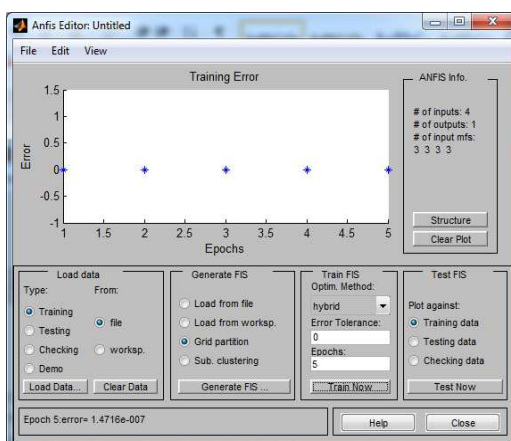 Anfis Editor: Untitled
File Edit View
Training Error
1.5
1
0.5
0
-0.5
-1
Error
1 1.5 2 2.5 3 3.5 4 4.5 5
Epochs
ANFIS Info.
# of inputs: 4
# of outputs: 1
# of input mfs:
3 3 3 3
Structure
Clear Plot
Load data
Type: From:
Training
Testing
Checking
Demo
file
worksp.
Load Data... Clear Data
Generate FIS
Load from file
Load from worksp.
Grid partition
Sub. clustering
Generate FIS ...
Train FIS
Optim. Method:
hybrid
Error Tolerance:
0
Epochs:
5
Train Now
Test FIS
Plot against:
Training data
Testing data
Checking data
Test Now
Epoch 5:error= 1.4716e-007
Help Close